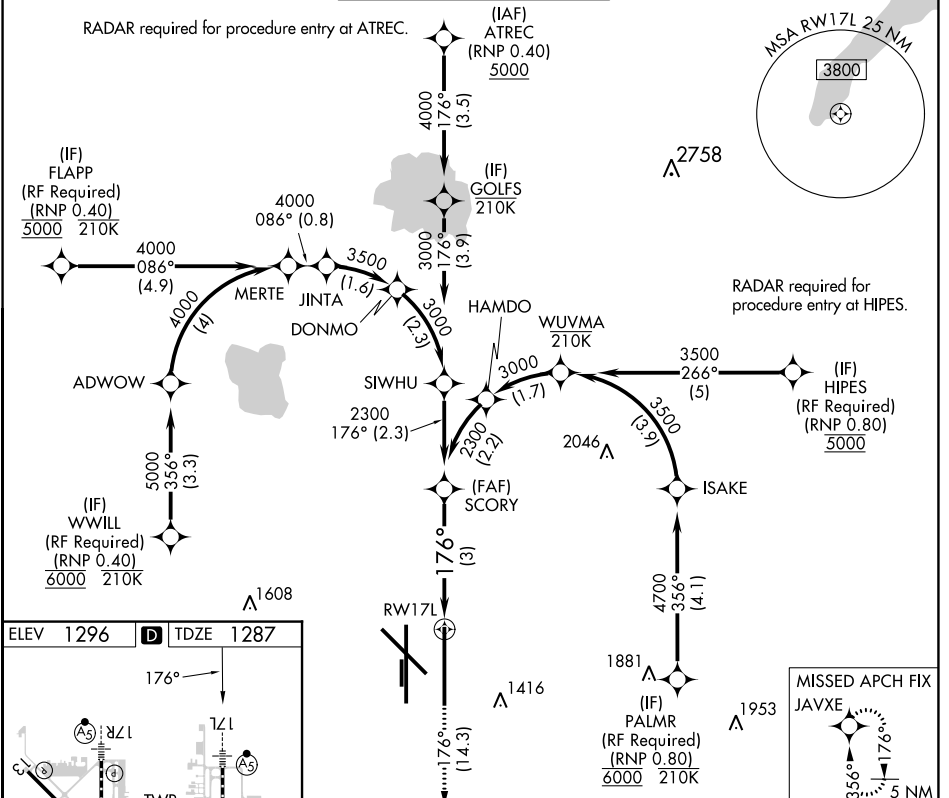 RADAR required for procedure entry at ATREC.
(IAF)
ATREC
(RNP 0.40)
5000
4000
176°
(3.5)
MSA RW17L 25 NM
3800
2758
(IF)
FLAPP
(RF Required)
(RNP 0.40)
5000 210K
4000
086° (0.8)
(IF)
GOLFS
210K
4000
086°
(4.9)
MERTE
JINTA
3500
(1.6)
3000
176°
(3.9)
DONMO
3000
(2.3)
4000
(4)
HAMDO
WUVMA
210K
RADAR required for
procedure entry at HIPES.
ADWOW
SIWHU
3000
(1.7)
3500
266°
(5)
(IF)
HIPES
(RF Required)
(RNP 0.80)
5000
2300
176° (2.3)
2300
(2.2)
3500
(3.9)
2046
5000
356°
(3.3)
(FAF)
SCORY
ISAKE
(IF)
WWILL
(RF Required)
(RNP 0.40)
6000 210K
176°
(3)
4700
356°
(4.1)
1608
RW17L
1416
1881
(IF)
PALMR
(RF Required)
(RNP 0.80)
6000 210K
1953
176°
(14.3)
ELEV 1296 D TDZE 1287
176°
17L
17R
A5
A5
13
P
P
TWR
MISSED APCH FIX
JAVXE
356°
176°
5 NM